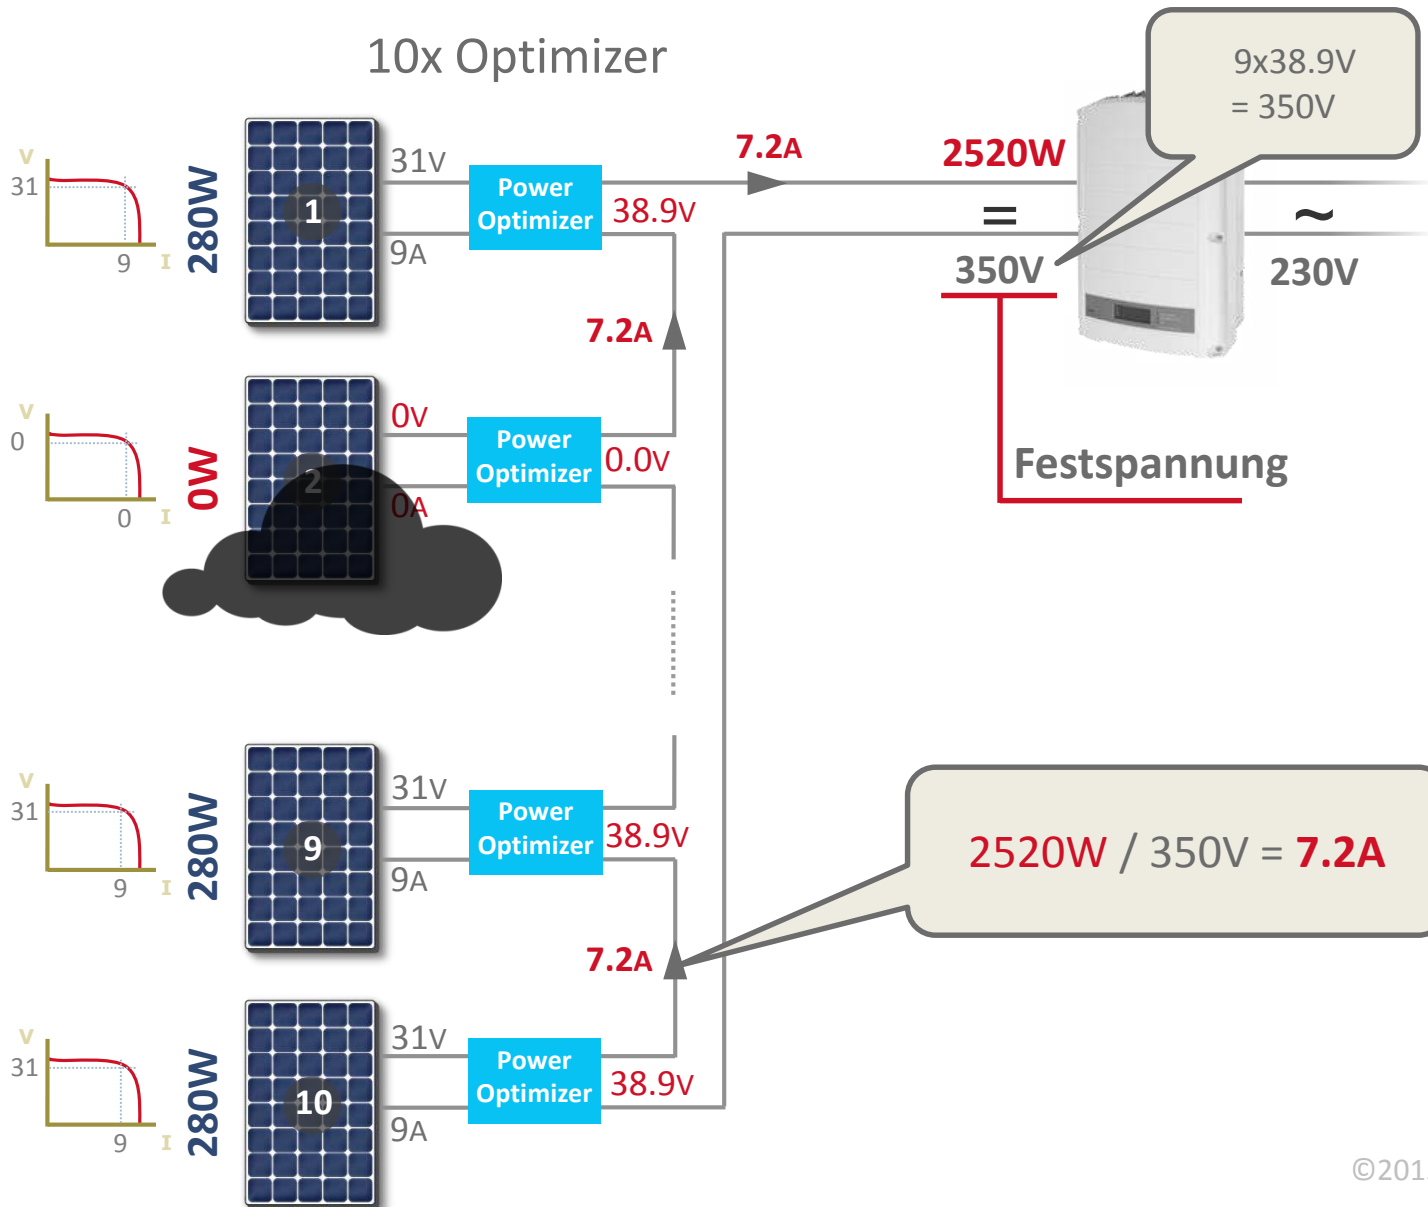 10x Optimizer
9x38.9V
= 350V
V
31
9
I
280W
1
31V
9A
Power
Optimizer
38.9V
7.2A
2520W
=
350V
~
230V
7.2A
Festspannung
V
0
0
I
0W
2
0V
0A
Power
Optimizer
0.0V
V
31
9
I
280W
9
31V
9A
Power
Optimizer
38.9V
2520W / 350V = 7.2A
7.2A
V
31
9
I
280W
10
31V
9A
Power
Optimizer
38.9V
©201